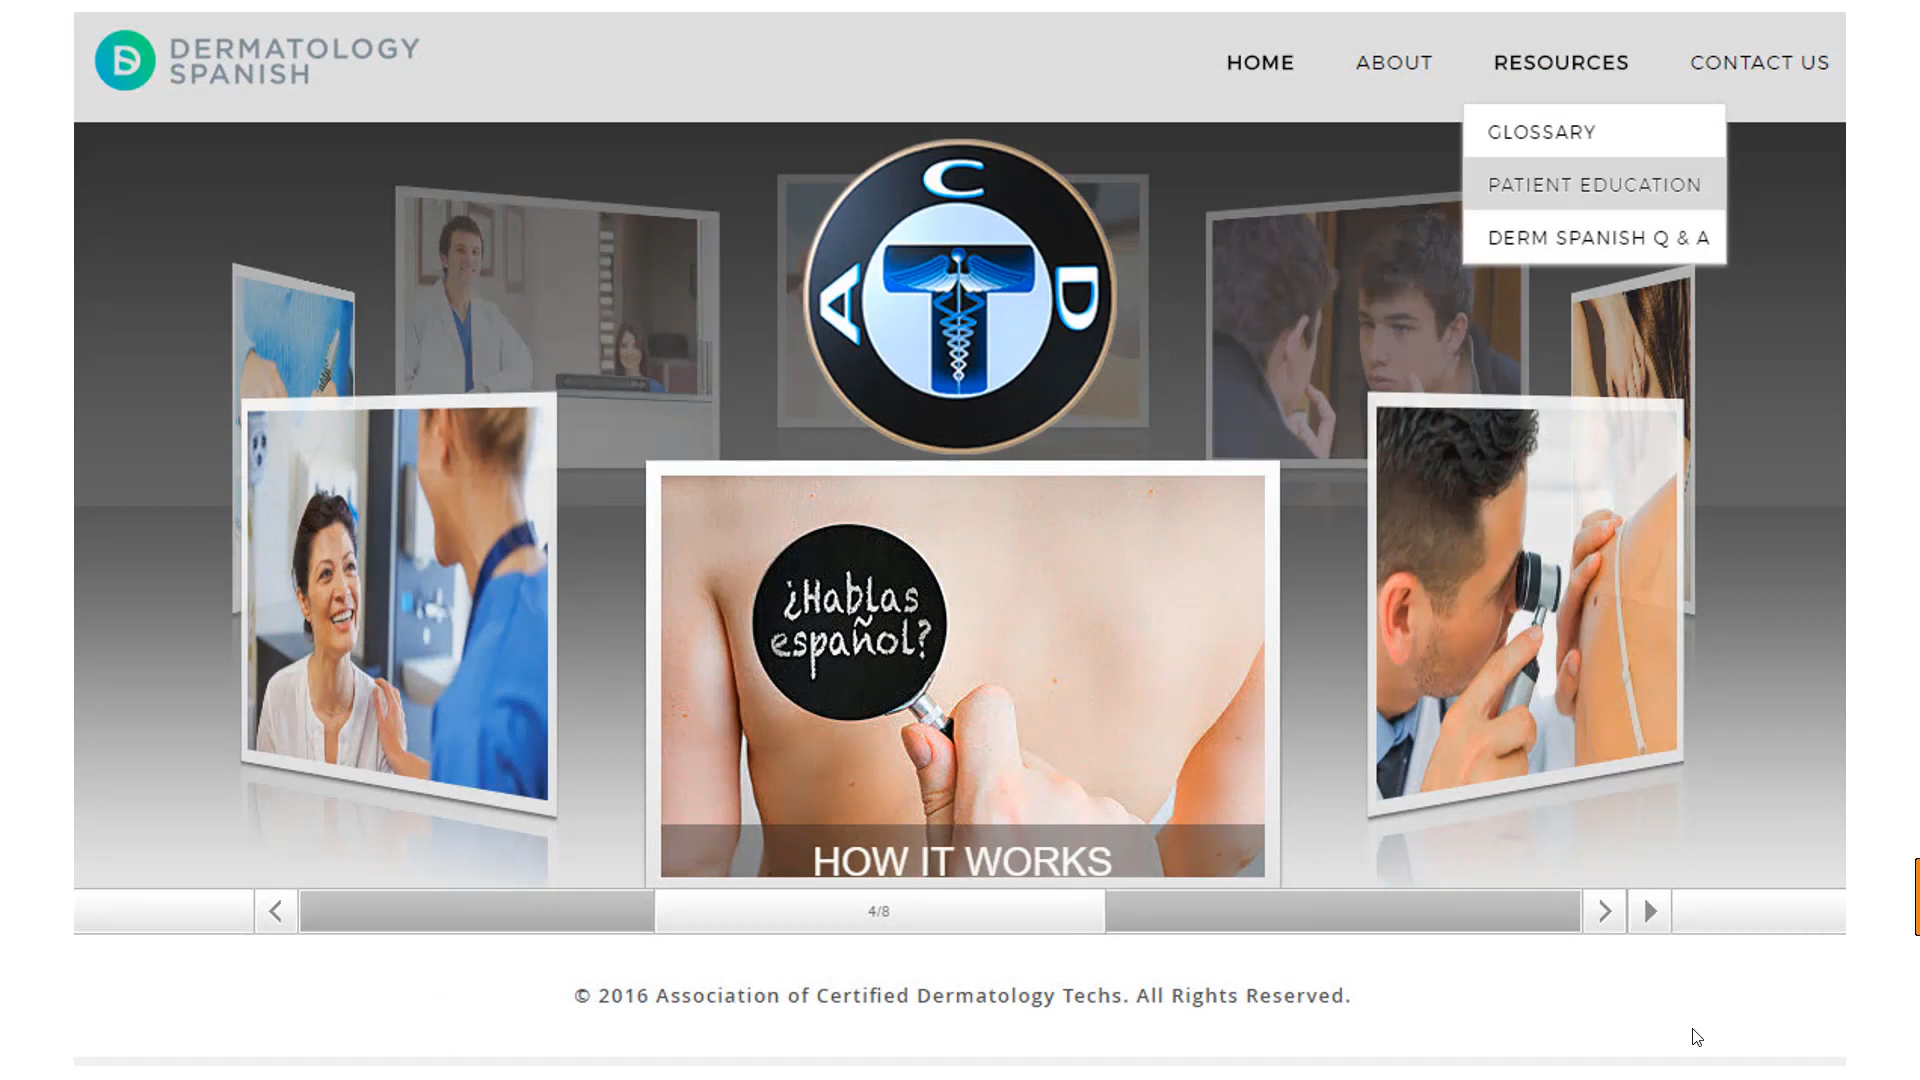 DERMATOLOGY
SPANISH
HOME ABOUT RESOURCES CONTACT US
GLOSSARY
PATIENT EDUCATION
DERM SPANISH Q & A
A C D T
¿Hablas
español?
HOW IT WORKS
4/8
© 2016 Association of Certified Dermatology Techs. All Rights Reserved.